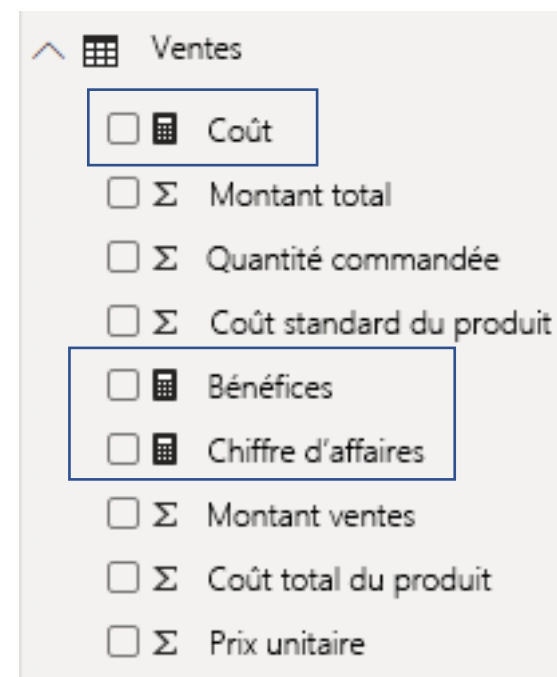 Ventes
Coût
Σ Montant total
Σ Quantité commandée
Σ Coût standard du produit
Bénéfices
Chiffre d'affaires
Σ Montant ventes
Σ Coût total du produit
Σ Prix unitaire